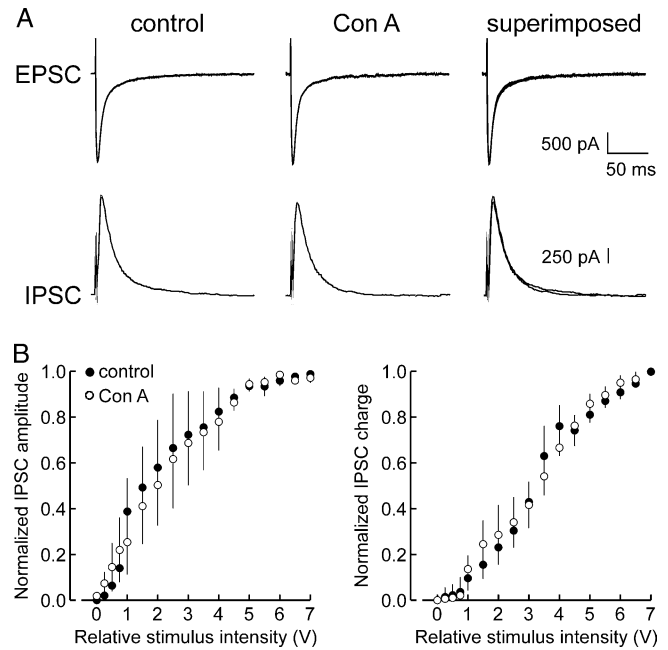 A
control
Con A
superimposed
EPSC
500 pA
50 ms
250 pA
IPSC
B
control
Con A
Normalized IPSC amplitude
1.0
0.8
0.6
0.4
0.2
0.0
0 1 2 3 4 5 6 7
Relative stimulus intensity (V)
Normalized IPSC charge
1.0
0.8
0.6
0.4
0.2
0.0
0 1 2 3 4 5 6 7
Relative stimulus intensity (V)